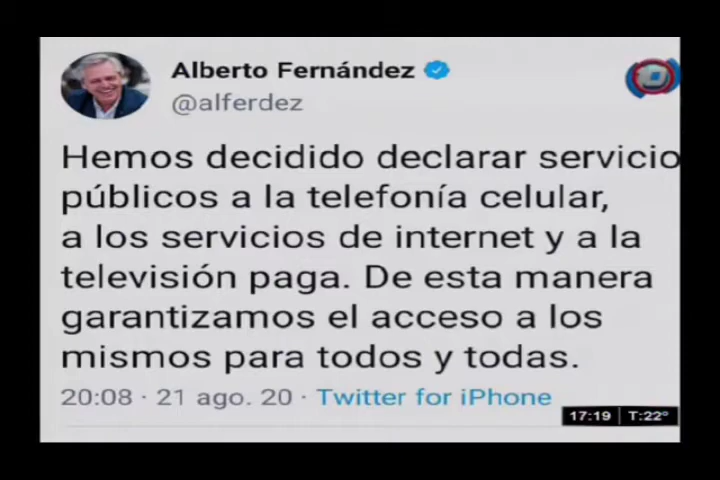 Alberto Fernández
@alferdez
Hemos decidido declarar servicio
públicos a la telefonía celular,
a los servicios de internet y a la
televisión paga. De esta manera
garantizamos el acceso a los
mismos para todos y todas.
20:08 · 21 ago. 20 · Twitter for iPhone
17:19 T:22°